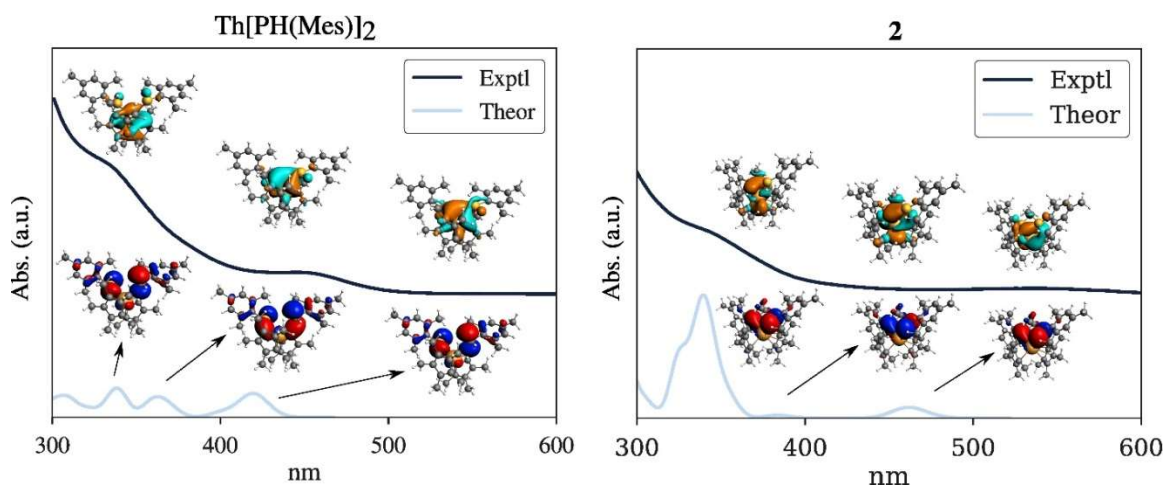 Th[PH(Mes)]2
Exptl
Theor
Abs. (a.u.)
300
400
500
600
nm
2
Exptl
Theor
Abs. (a.u.)
300
400
500
600
nm